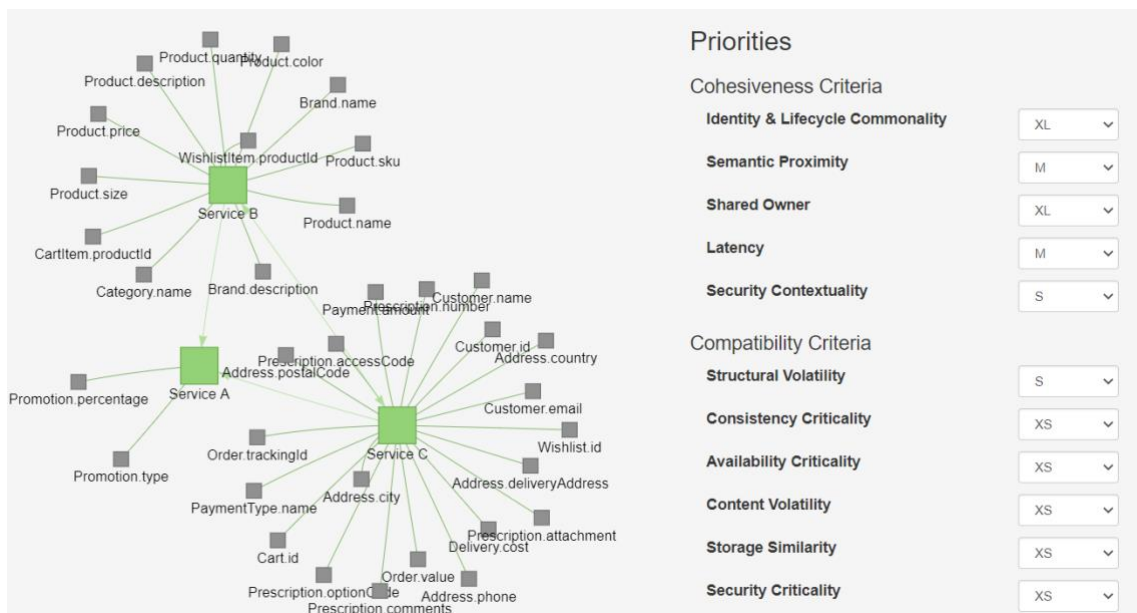 Product.quantity
Product.color
Product.description
Brand.name
Product.price
WishlistItem.productId
Product.sku
Product.size
Service B
Product.name
CartItem.productId
Category.name
Brand.description
Customer.name
Payment.amount
Prescription.number
Customer.id
Prescription.accessCode
Address.country
Address.postalCode
Service A
Promotion.percentage
Customer.email
Wishlist.id
Order.trackingId
Service C
Promotion.type
Address.deliveryAddress
Address.city
PaymentType.name
Prescription.attachment
Delivery.cost
Cart.id
Order.value
Prescription.optionCode
Address.phone
Prescription.comments
Priorities
Cohesiveness Criteria
Identity & Lifecycle Commonality XL
Semantic Proximity M
Shared Owner XL
Latency M
Security Contextuality S
Compatibility Criteria
Structural Volatility S
Consistency Criticality XS
Availability Criticality XS
Content Volatility XS
Storage Similarity XS
Security Criticality XS